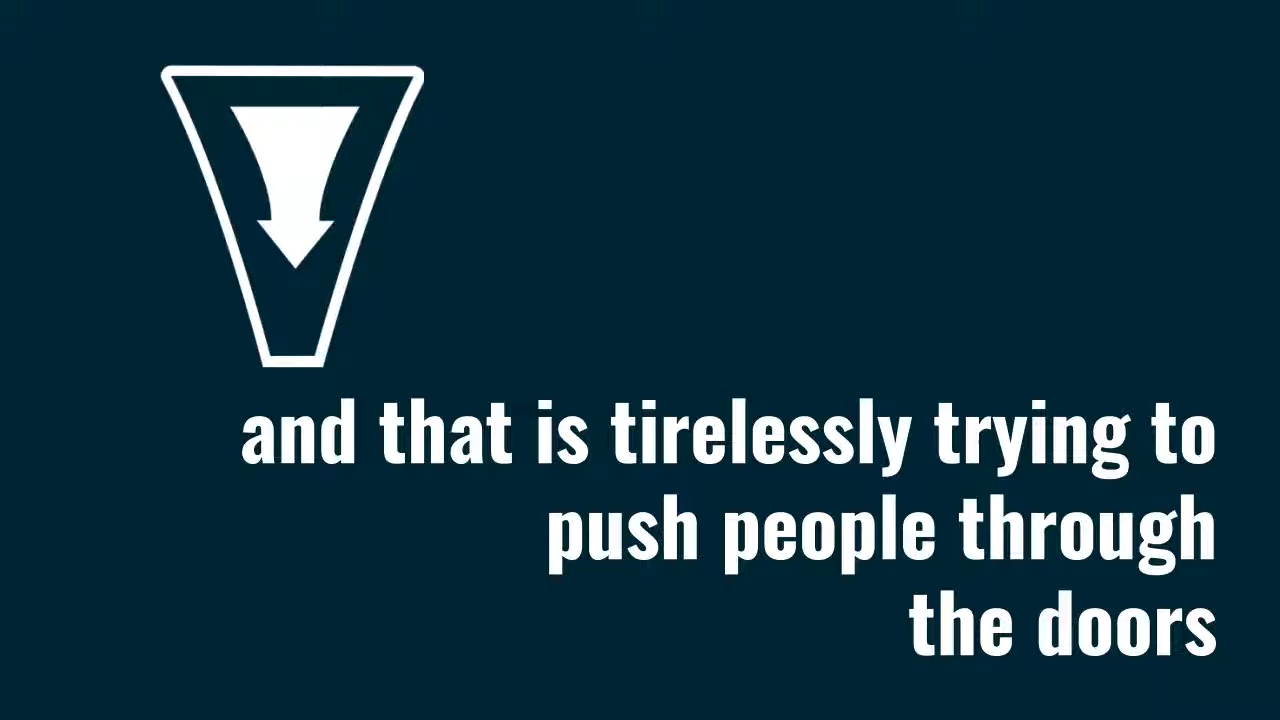 and that is tirelessly trying to
push people through
the doors